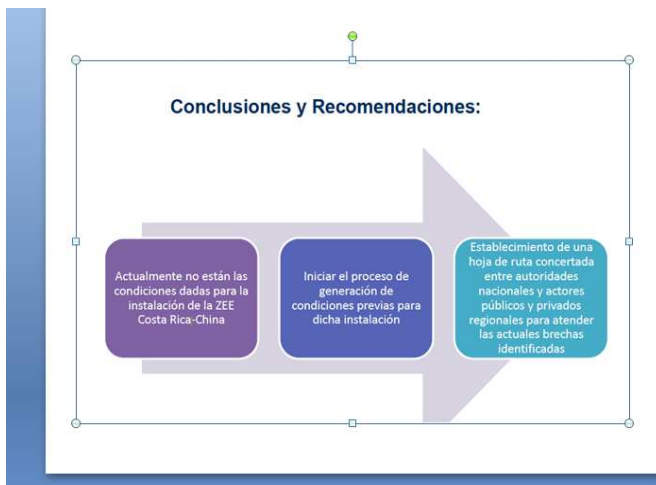 Conclusiones y Recomendaciones:
Actualmente no están las
condiciones dadas para la
instalación de la ZEE
Costa Rica-China
Iniciar el proceso de
generación de
condiciones previas para
dicha instalación
Establecimiento de una
hoja de ruta concertada
entre autoridades
nacionales y actores
públicos y privados
regionales para atender
las actuales brechas
identificadas